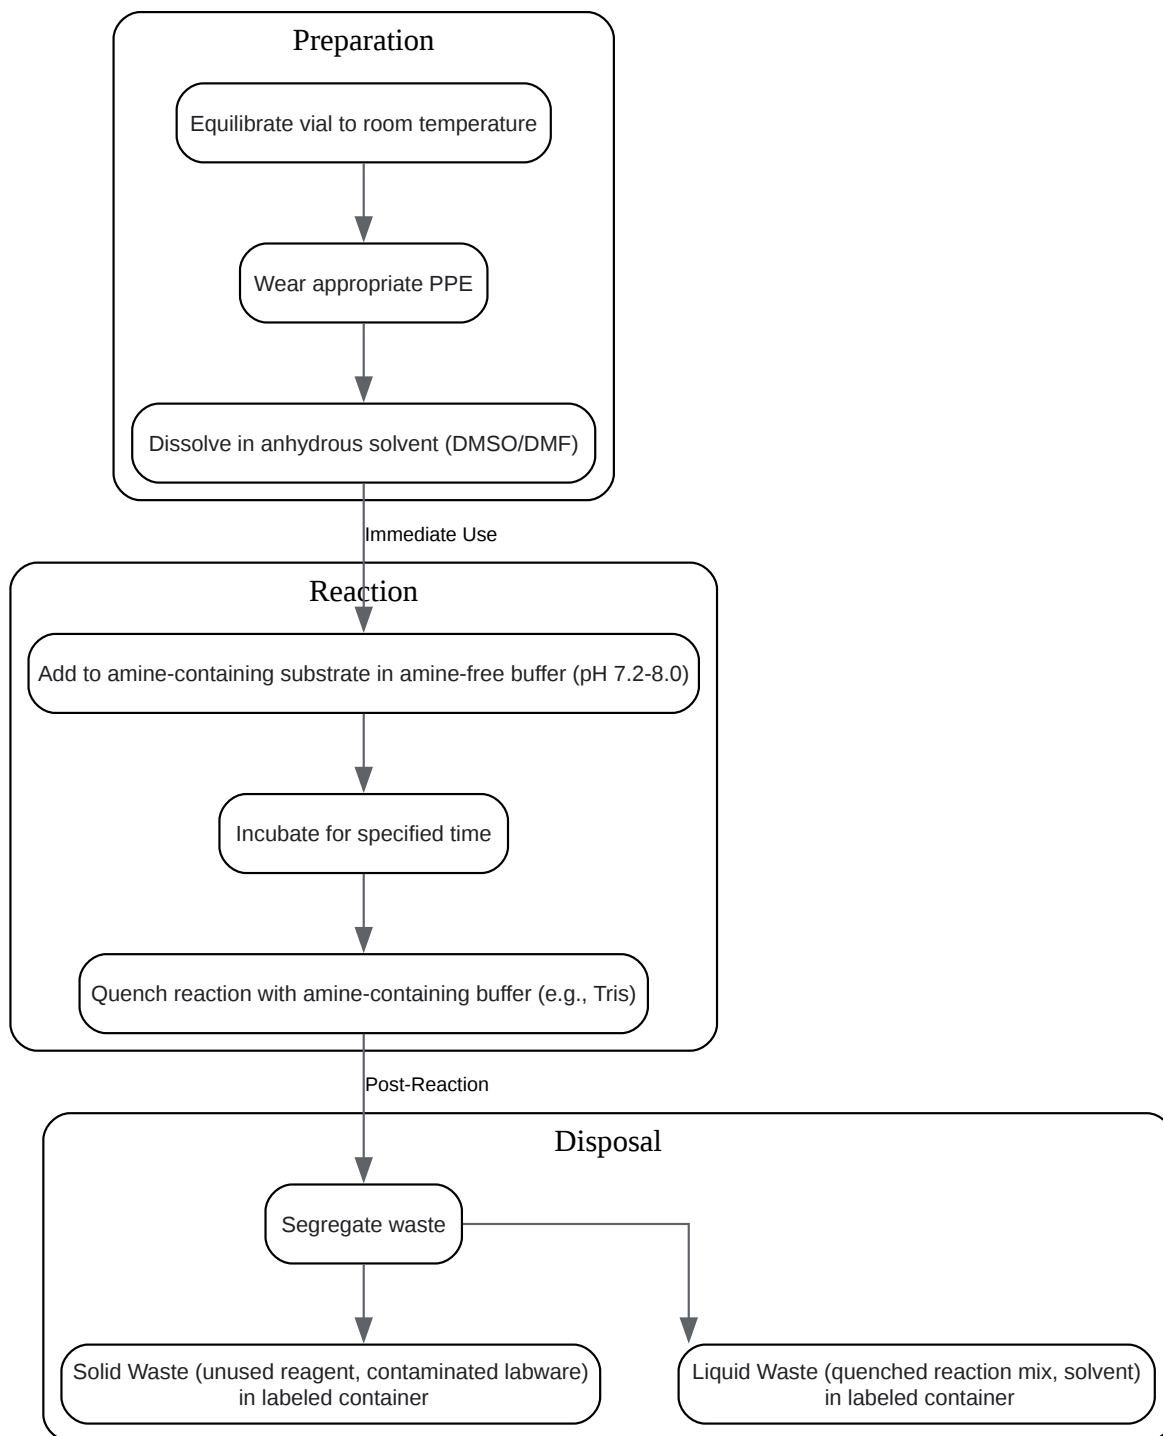 Preparation
Equilibrate vial to room temperature
Wear appropriate PPE
Dissolve in anhydrous solvent (DMSO/DMF)
Immediate Use
Reaction
Add to amine-containing substrate in amine-free buffer (pH 7.2-8.0)
Incubate for specified time
Quench reaction with amine-containing buffer (e.g., Tris)
Post-Reaction
Disposal
Segregate waste
Solid Waste (unused reagent, contaminated labware)
in labeled container
Liquid Waste (quenched reaction mix, solvent)
in labeled container